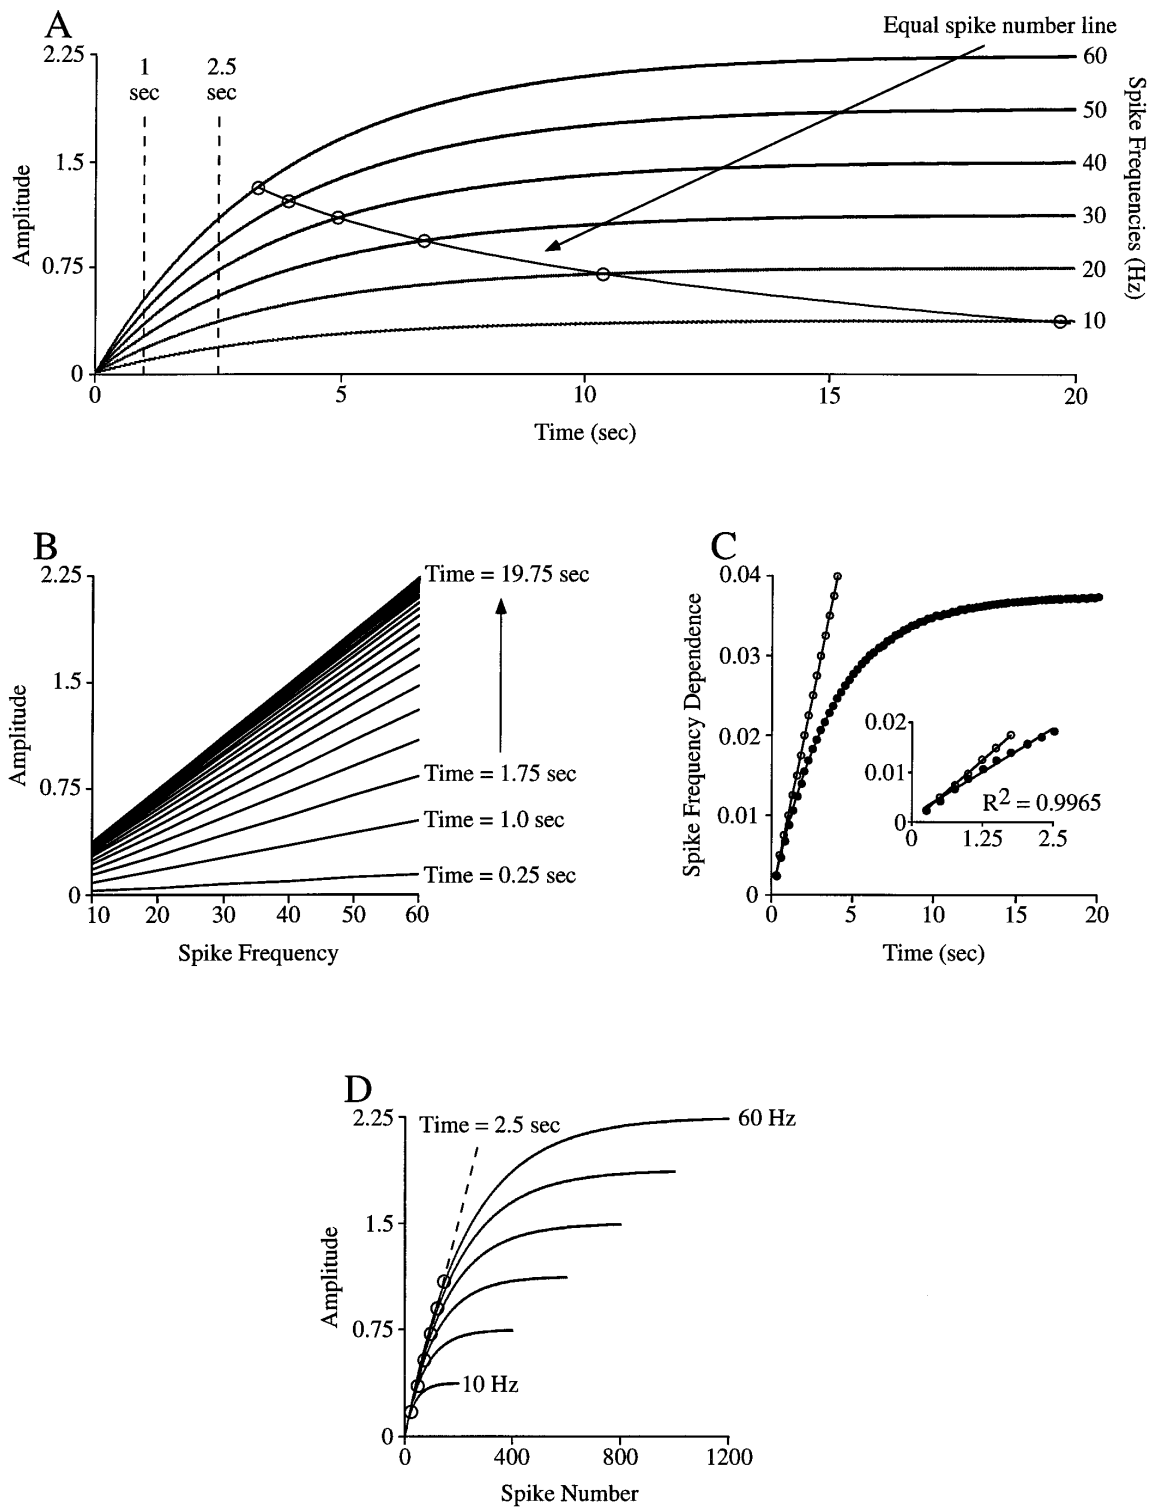 A
Equal spike number line
2.25
1.5
0.75
0
1
sec
2.5
sec
60
50
40
30
20
10
Amplitude
Spike Frequencies (Hz)
0
5
10
15
20
Time (sec)
B
2.25
1.5
0.75
0
Amplitude
Time = 19.75 sec
Time = 1.75 sec
Time = 1.0 sec
Time = 0.25 sec
10
20
30
40
50
60
Spike Frequency
C
0.04
0.03
0.02
0.01
0
Spike Frequency Dependence
0.02
0.01
0
R2 = 0.9965
0
1.25
2.5
0
5
10
15
20
Time (sec)
D
2.25
1.5
0.75
0
Amplitude
Time = 2.5 sec
60 Hz
10 Hz
0
400
800
1200
Spike Number